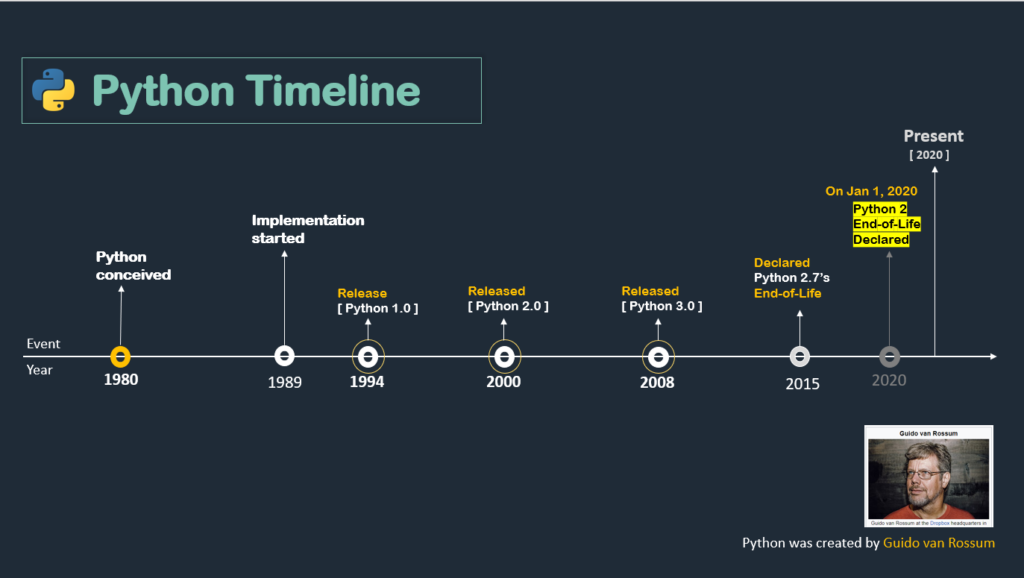 Python Timeline
Present
[ 2020 ]
On Jan 1, 2020
Python 2
End-of-Life
Declared
Implementation
started
Python
conceived
Declared
Python 2.7's
End-of-Life
Release
[ Python 1.0 ]
Released
[ Python 2.0 ]
Released
[ Python 3.0 ]
Event
Year
1980
1989
1994
2000
2008
2015
2020
Guido van Rossum
Guido van Rossum at the Dropbox headquarters in
Python was created by Guido van Rossum